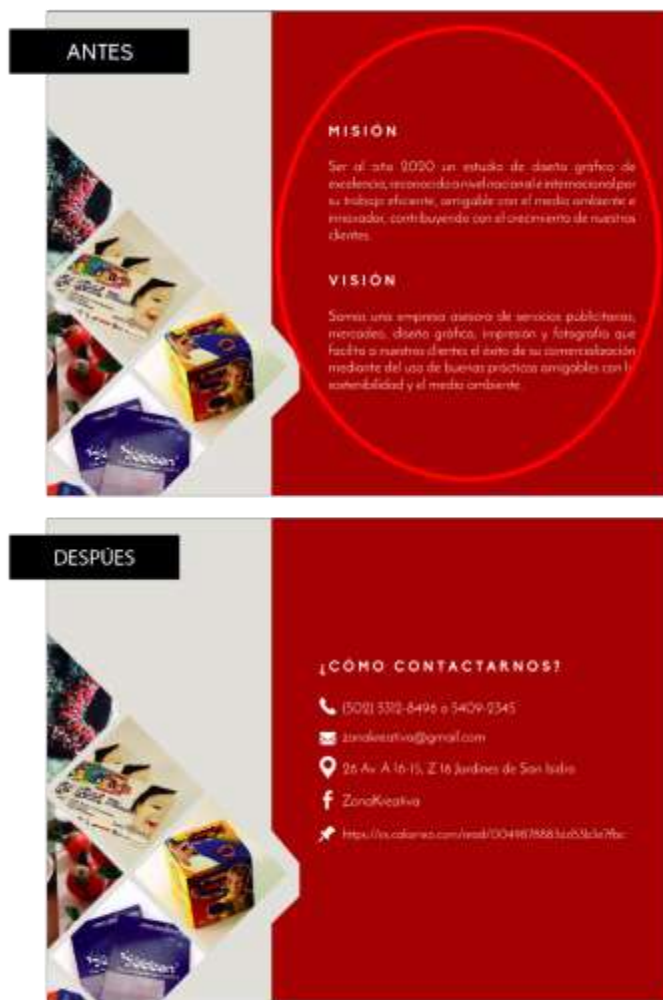 ANTES
MISIÓN
Ser al año 2020 un estudio de diseño gráfico de
excelencia, reconocido a nivel nacional e internacional por
su trabajo eficiente, amigable con el medio ambiente e
innovador, contribuyendo con el crecimiento de nuestros
clientes.
VISIÓN
Somos una empresa asesora de servicios publicitarios,
mercadeo, diseño gráfico, impresión y fotografía que
facilita a nuestros clientes el éxito de su comercialización
mediante del uso de buenas prácticas amigables con l
sostenibilidad y el medio ambiente.
DESPÚES
¿CÓMO CONTACTARNOS?
(502) 3312-8496 o 5409-2345
zonakreativa@gmail.com
26 Av. A 16-15, Z 16 Jardines de San Isidro
ZonaKreativa